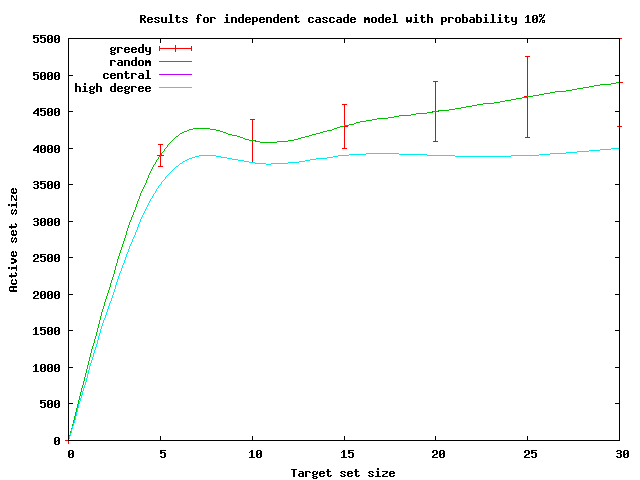 Results for independent cascade model with probability 10%
greedy
random
central
high degree
5500
5000
4500
4000
3500
3000
2500
2000
1500
1000
500
0
Active set size
0 5 10 15 20 25 30
Target set size